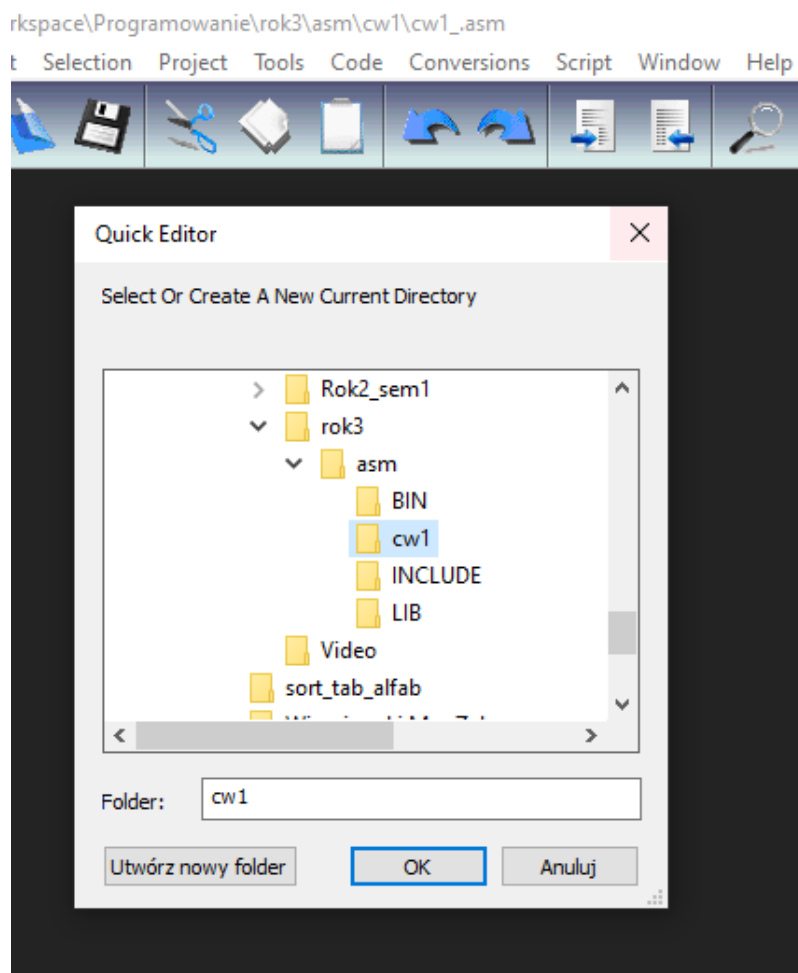 rkspace\Programowanie\rok3\asm\cw1\cw1_.asm
t Selection Project Tools Code Conversions Script Window Help
Quick Editor
Select Or Create A New Current Directory
Rok2_sem1
rok3
asm
BIN
cw1
INCLUDE
LIB
Video
sort_tab_alfab
Folder: cw1
Utwórz nowy folder OK Anuluj